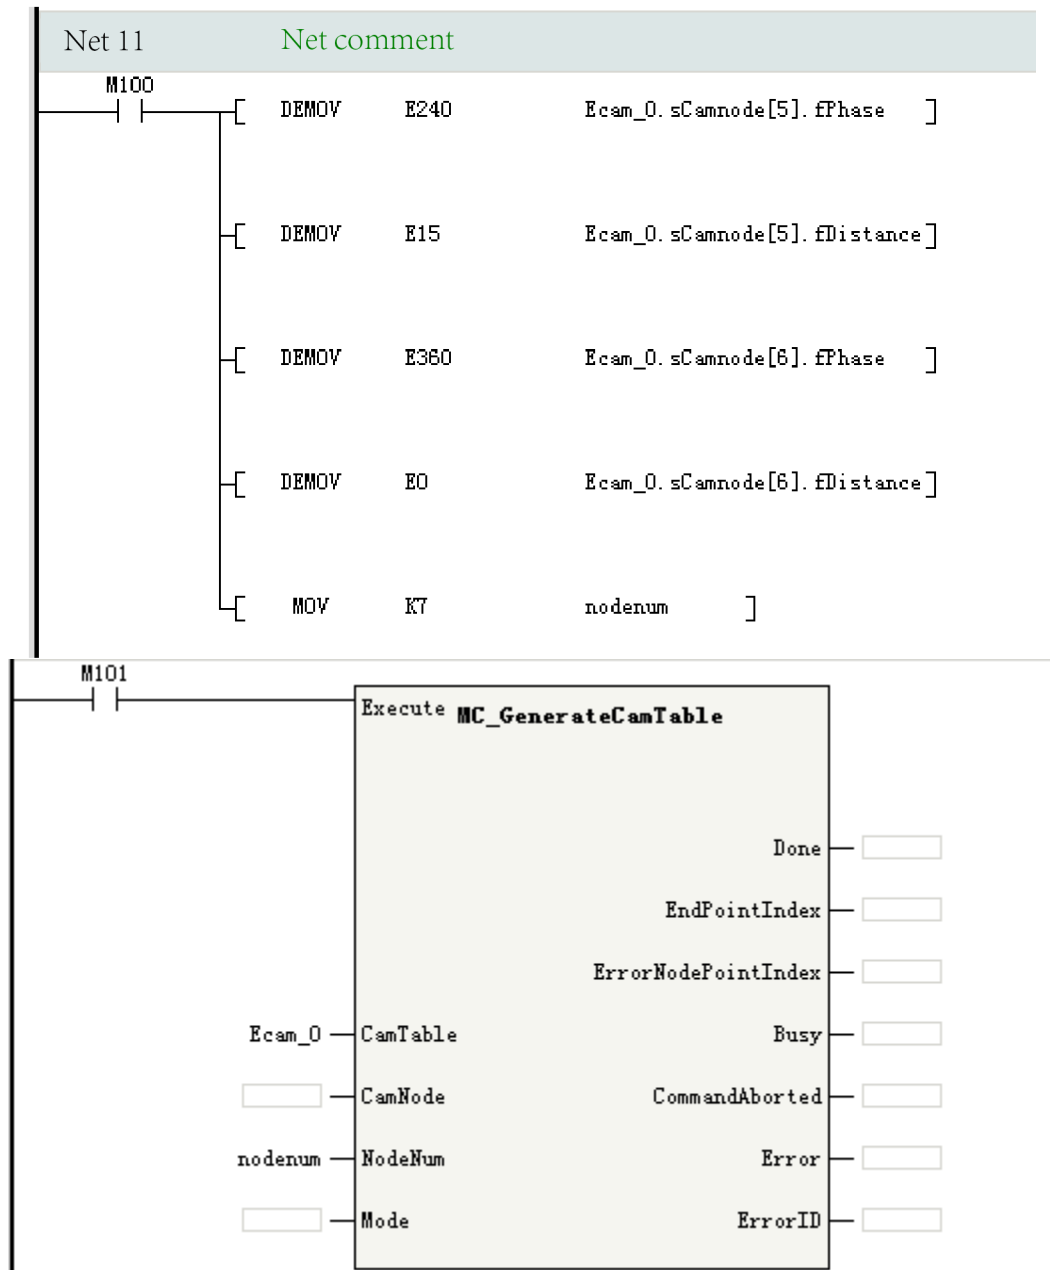 Net 11 Net comment
M100
DEMOV E240 Ecam_0.sCamnode[5].fPhase
DEMOV E15 Ecam_0.sCamnode[5].fDistance
DEMOV E360 Ecam_0.sCamnode[6].fPhase
DEMOV E0 Ecam_0.sCamnode[6].fDistance
MOV K7 nodenum
M101
Execute MC_GenerateCamTable
Done
EndPointIndex
ErrorNodePointIndex
Ecam_0 CamTable Busy
CamNode CommandAborted
nodenum NodeNum Error
Mode ErrorID